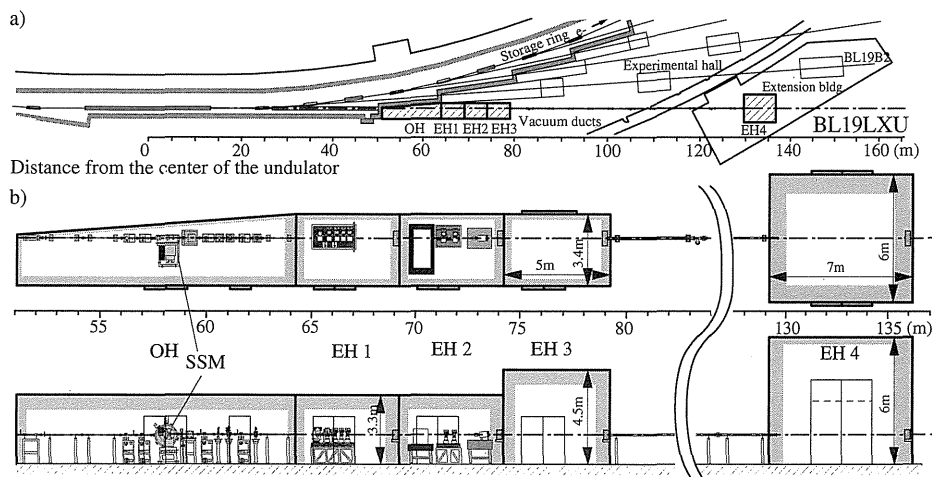 a)
Storage ring e-
Experimental hall
BL19B2
Extension bldg
OH EH1 EH2 EH3 Vacuum ducts
EH4
BL19LXU
0 20 40 60 80 100 120 140 160 (m)
Distance from the center of the undulator
b)
3.4m
5m
6m
7m
55 60 65 70 75 80 130 135 (m)
OH SSM EH 1 EH 2 EH 3 EH 4
3.3m
4.5m
6m